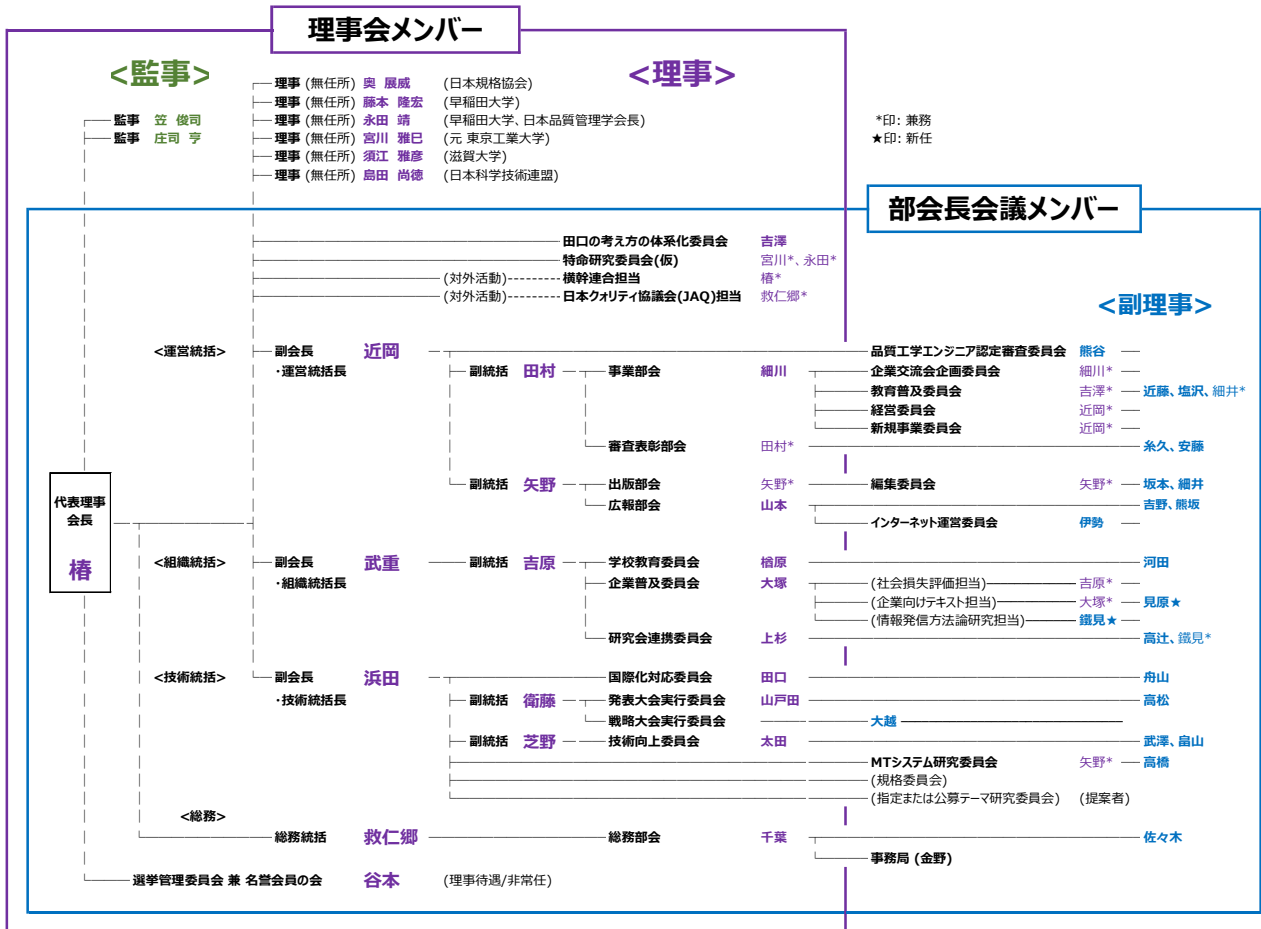 理事会メンバー
<監事> <理事>
理事 (無任所) 奥 展威 (日本規格協会)
理事 (無任所) 藤本 隆宏 (早稲田大学)
監事 笠 俊司 理事 (無任所) 永田 靖 (早稲田大学、日本品質管理学会長) *印: 兼務
監事 庄司 亨 理事 (無任所) 宮川 雅巳 (元 東京工業大学) ★印: 新任
理事 (無任所) 須江 雅彦 (滋賀大学)
理事 (無任所) 島田 尚徳 (日本科学技術連盟)
部会長会議メンバー
田口の考え方の体系化委員会 吉澤
特命研究委員会(仮) 宮川*、永田*
(対外活動) 横幹連合担当 椿*
(対外活動) 日本クォリティ協議会(JAQ)担当 救仁郷*
<副理事>
<運営統括> 副会長 近岡 品質工学エンジニア認定審査委員会 熊谷
・運営統括長 副統括 田村 事業部会 細川 企業交流会企画委員会 細川*
教育普及委員会 吉澤* 近藤、塩沢、細井*
経営委員会 近岡*
新規事業委員会 近岡*
審査表彰部会 田村* 糸久、安藤
副統括 矢野 出版部会 矢野* 編集委員会 矢野* 坂本、細井
広報部会 山本 吉野、熊坂
インターネット運営委員会 伊勢
代表理事
会長
椿
<組織統括> 副会長 武重 副統括 吉原 学校教育委員会 楢原 河田
・組織統括長 企業普及委員会 大塚 (社会損失評価担当) 吉原*
(企業向けテキスト担当) 大塚* 見原★
(情報発信方法論研究担当) 鐵見★
研究会連携委員会 上杉 高辻、鐵見*
<技術統括> 副会長 浜田 国際化対応委員会 田口 舟山
・技術統括長 副統括 衛藤 発表大会実行委員会 山戸田 高松
戦略大会実行委員会 大越
副統括 芝野 技術向上委員会 太田 武澤、畠山
MTシステム研究委員会 矢野* 高橋
(規格委員会)
(指定または公募テーマ研究委員会) (提案者)
<総務>
総務統括 救仁郷 総務部会 千葉 佐々木
事務局 (金野)
選挙管理委員会 兼 名誉会員の会 谷本 (理事待遇/非常任)